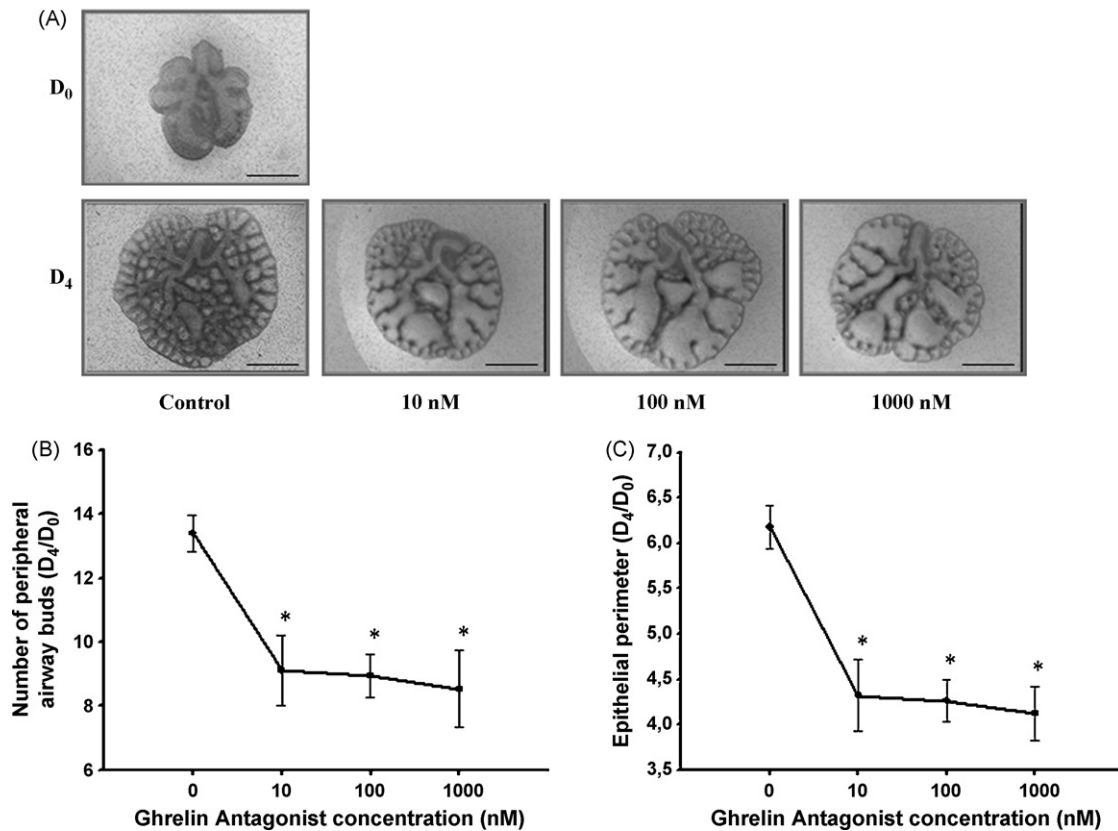 (A)
D₀
D₄
Control
10 nM
100 nM
1000 nM
(B)
Number of peripheral
airway buds (D₄/D₀)
16
14
12
10
8
6
*
*
*
0
10
100
1000
Ghrelin Antagonist concentration (nM)
(C)
Epithelial perimeter (D₄/D₀)
7,0
6,5
6,0
5,5
5,0
4,5
4,0
3,5
*
*
*
0
10
100
1000
Ghrelin Antagonist concentration (nM)